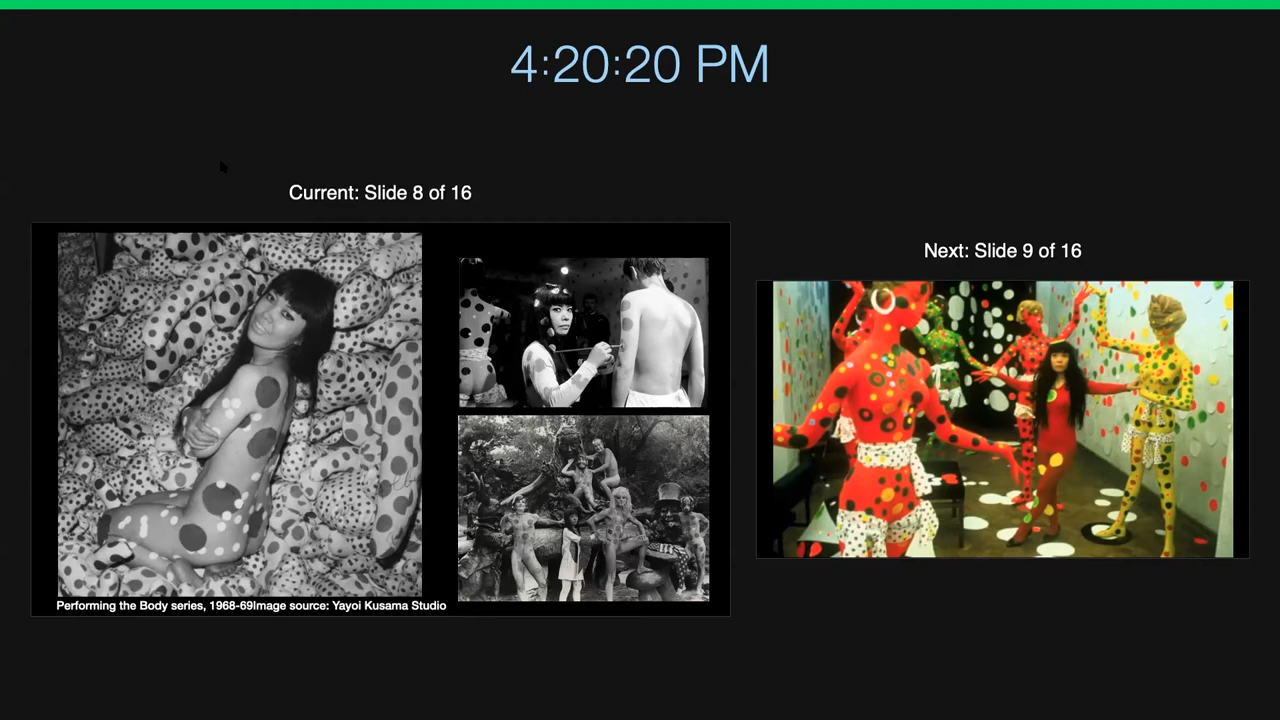 4:20:20 PM
Current: Slide 8 of 16
Next: Slide 9 of 16
Performing the Body series, 1968-69Image source: Yayoi Kusama Studio